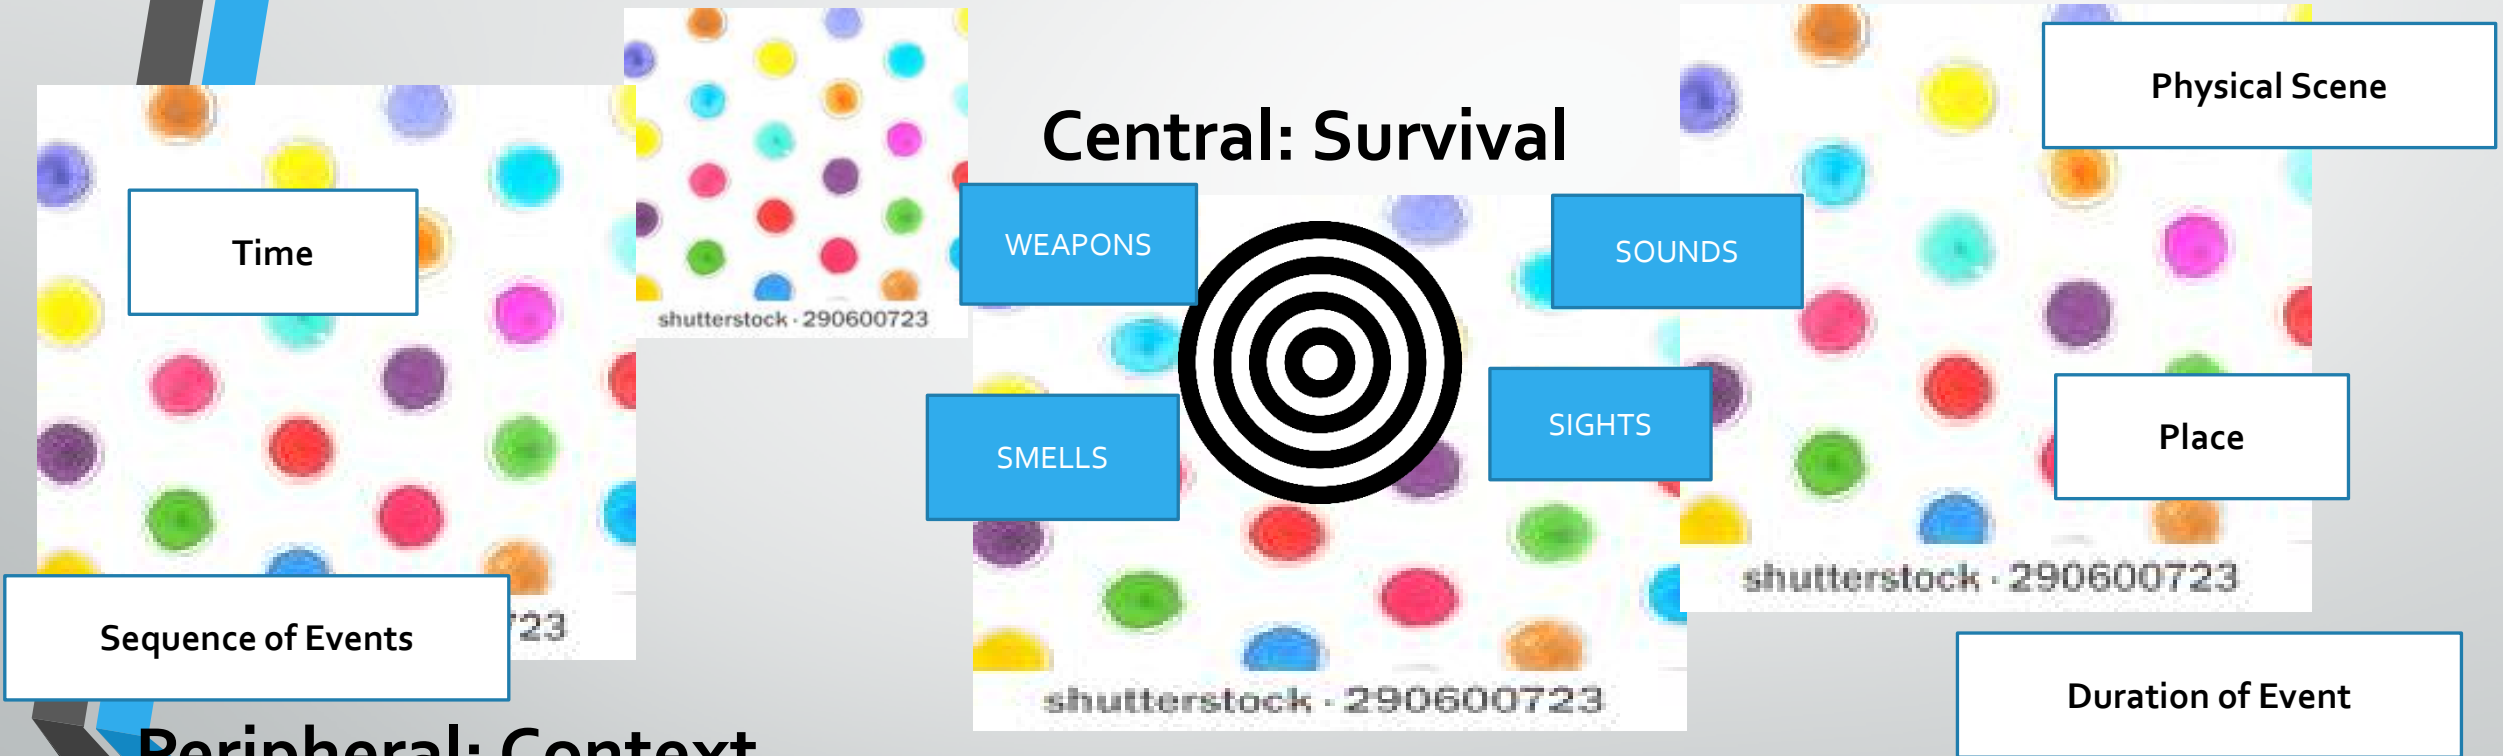 Physical Scene
Central: Survival
Time
WEAPONS
SOUNDS
shutterstock · 290600723
SIGHTS
Place
SMELLS
shutterstock · 290600723
Sequence of Events
723
shutterstock · 290600723
Duration of Event
Peripheral: Context